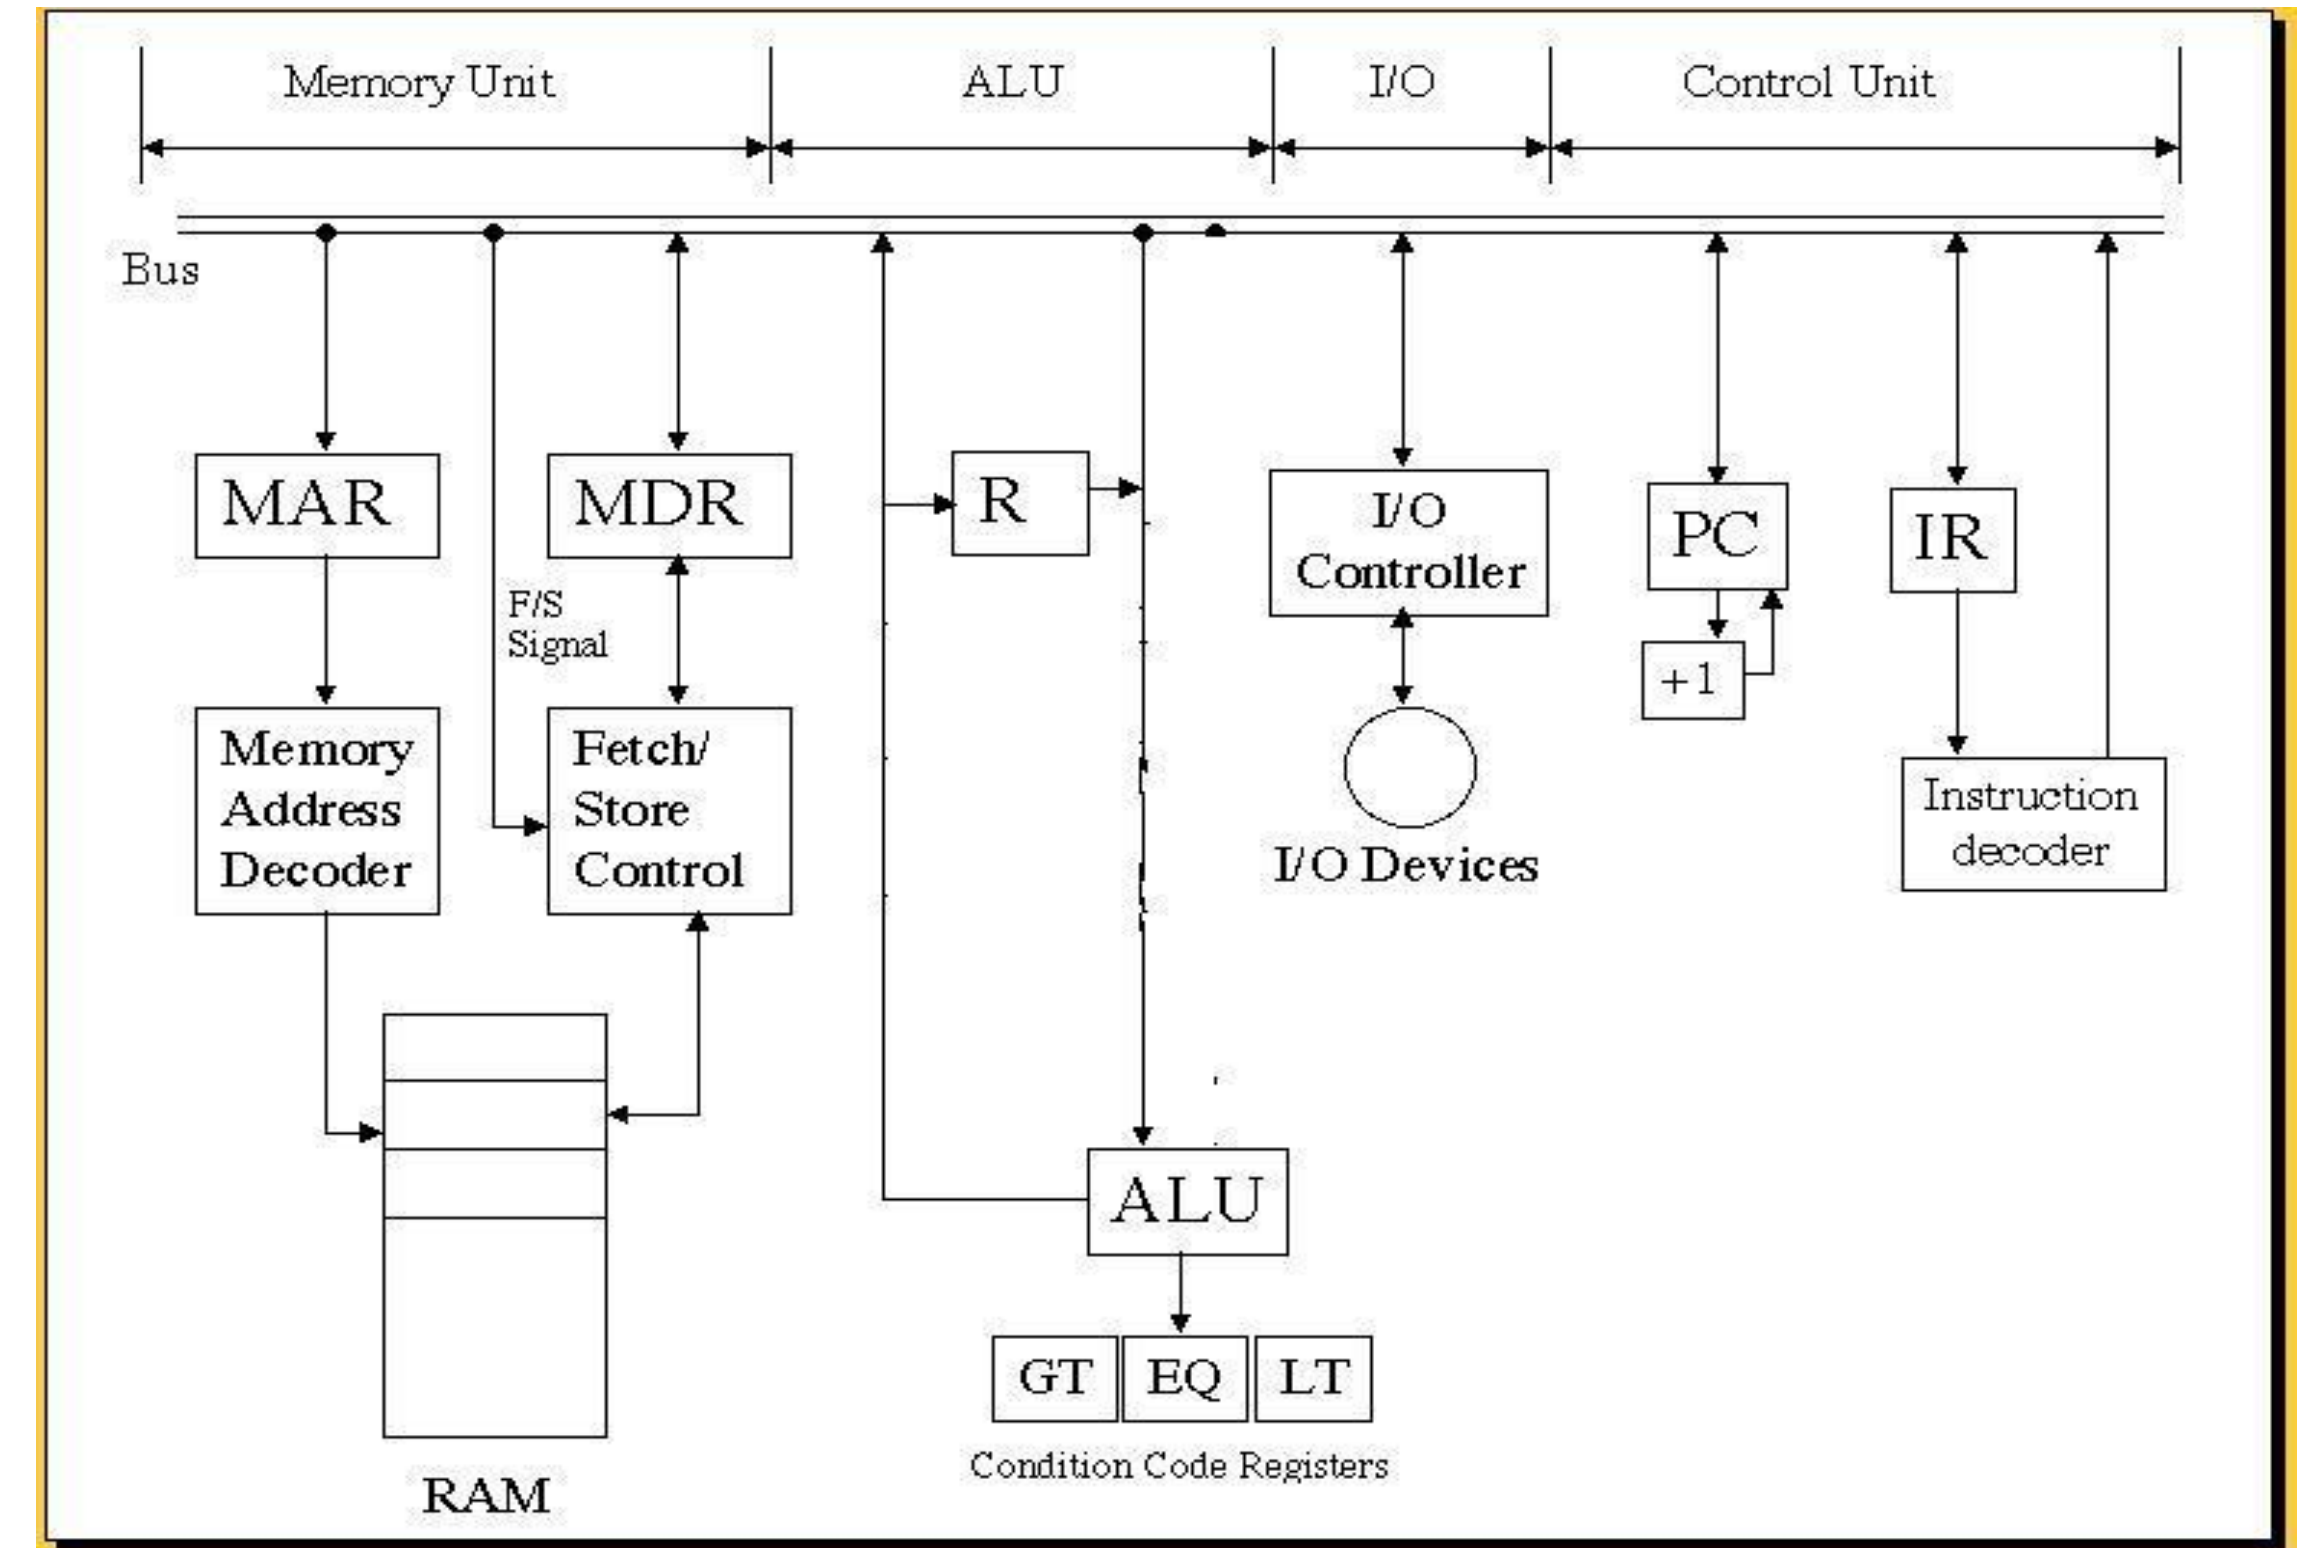 Memory Unit
ALU
I/O
Control Unit
Bus
MAR
MDR
R
I/O
Controller
PC
IR
F/S
Signal
+1
Memory
Address
Decoder
Fetch/
Store
Control
I/O Devices
Instruction
decoder
ALU
GT
EQ
LT
Condition Code Registers
RAM